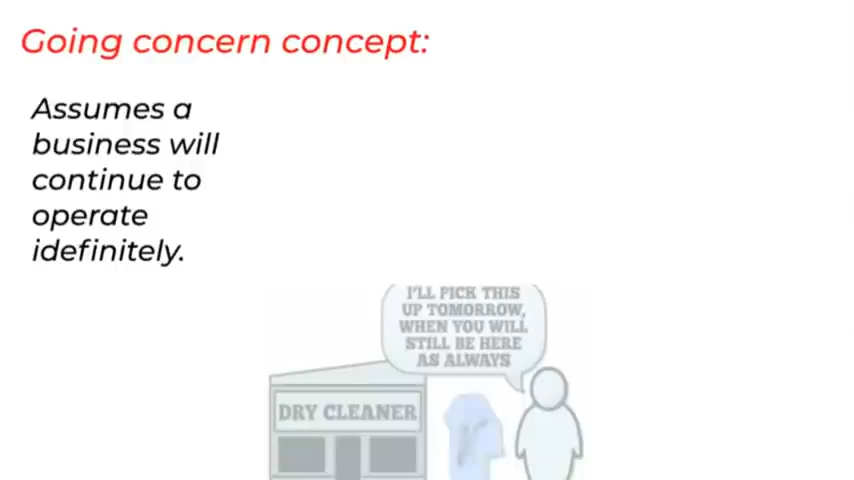 Going concern concept:
Assumes a
business will
continue to
operate
idefinitely.
I'LL PICK THIS
UP TOMORROW,
WHEN YOU WILL
STILL BE HERE
AS ALWAYS
DRY CLEANER